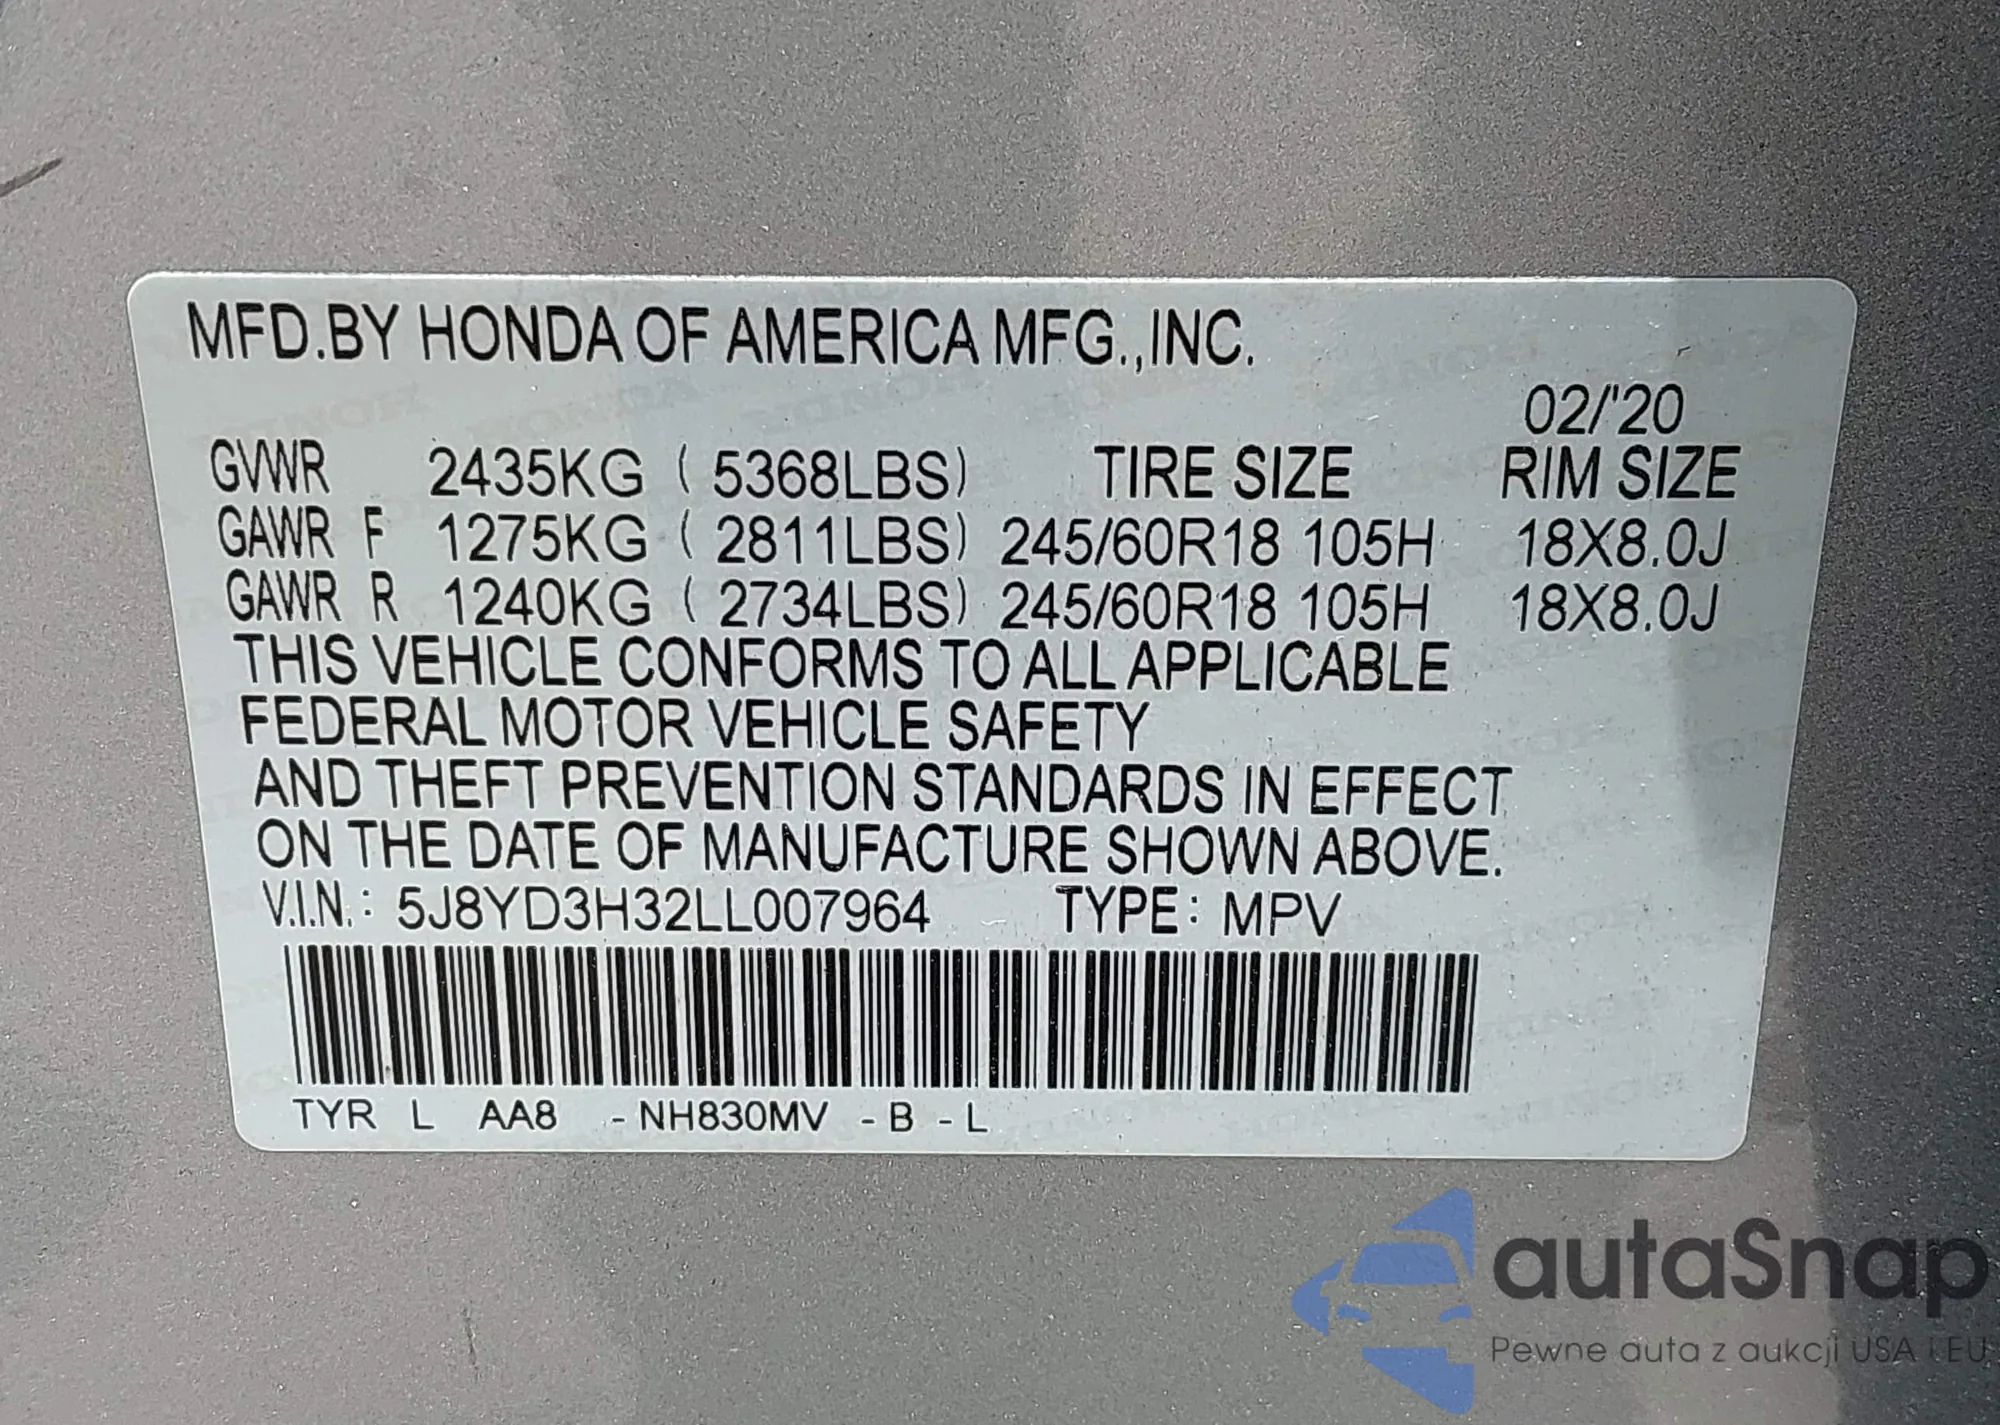 MFD.BY HONDA OF AMERICA MFG.,INC.
02/'20
GVWR 2435KG ( 5368LBS) TIRE SIZE RIM SIZE
GAWR F 1275KG ( 2811LBS) 245/60R18 105H 18X8.0J
GAWR R 1240KG ( 2734LBS) 245/60R18 105H 18X8.0J
THIS VEHICLE CONFORMS TO ALL APPLICABLE
FEDERAL MOTOR VEHICLE SAFETY
AND THEFT PREVENTION STANDARDS IN EFFECT
ON THE DATE OF MANUFACTURE SHOWN ABOVE.
V.I.N.: 5J8YD3H32LL007964 TYPE: MPV
TYR L AA8 - NH830MV - B - L
autaSnap
Pewne auta z aukcji USA i EU